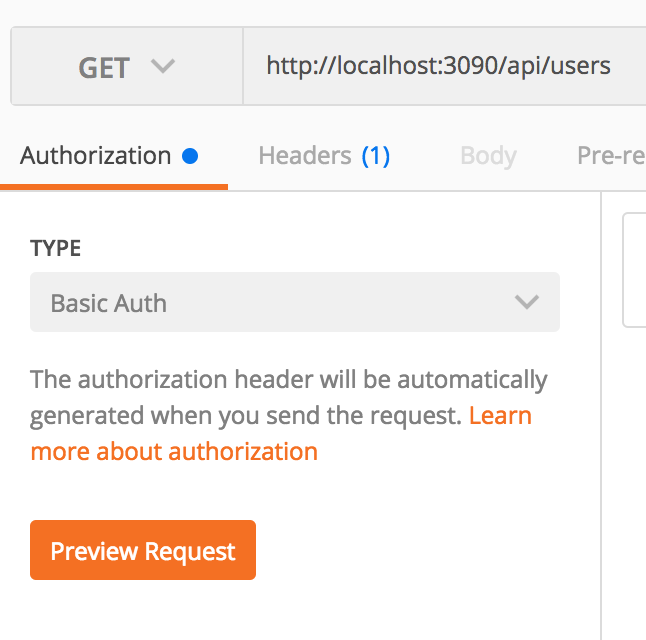 GET http://localhost:3090/api/users
Authorization Headers (1) Body Pre-re
TYPE
Basic Auth
The authorization header will be automatically
generated when you send the request. Learn
more about authorization
Preview Request